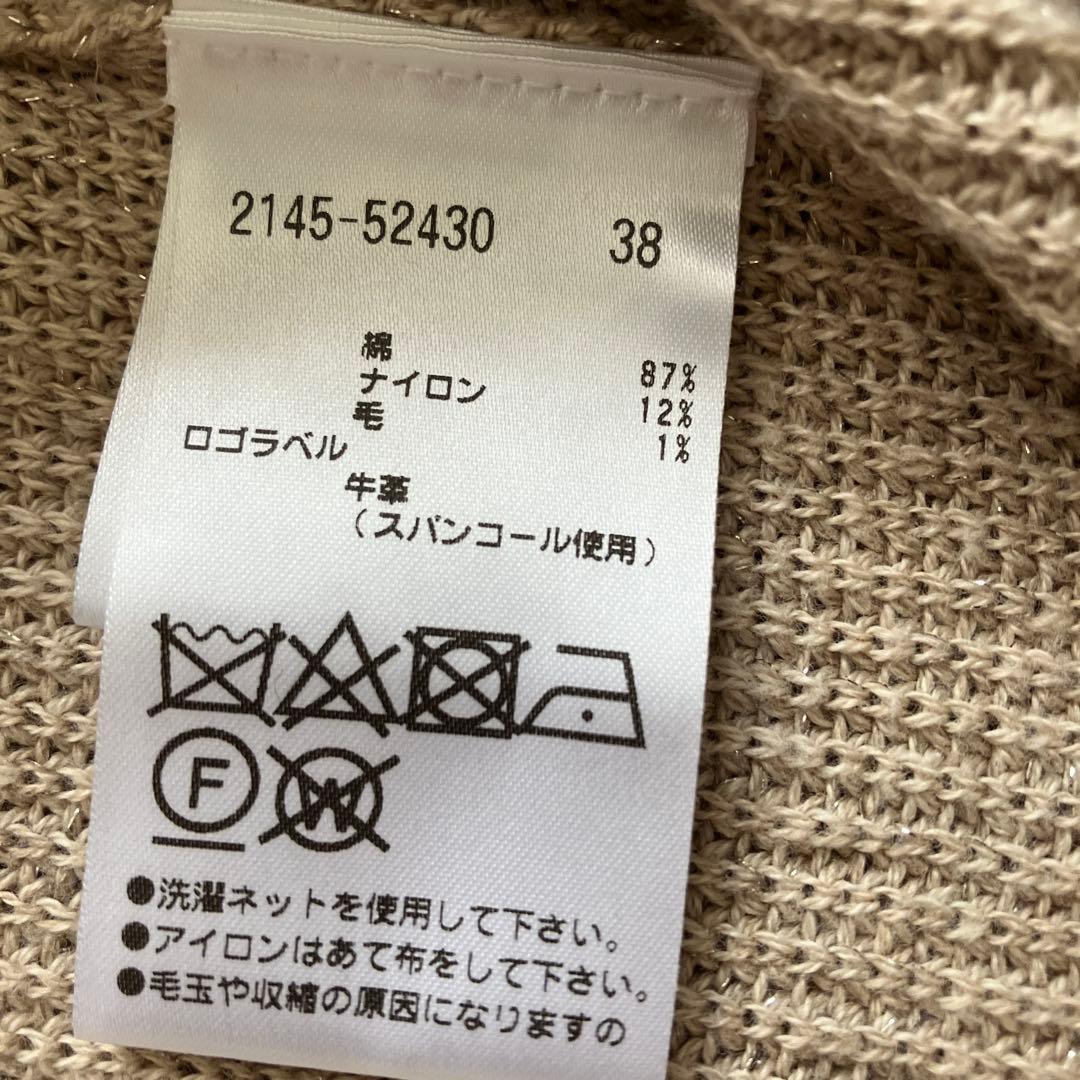 2145-52430 38
綿 87%
ナイロン 12%
毛 1%
ロゴラベル
牛革
(スパンコール使用)
F W
●洗濯ネットを使用して下さい。
●アイロンはあて布をして下さい。
●毛玉や収縮の原因になりますの